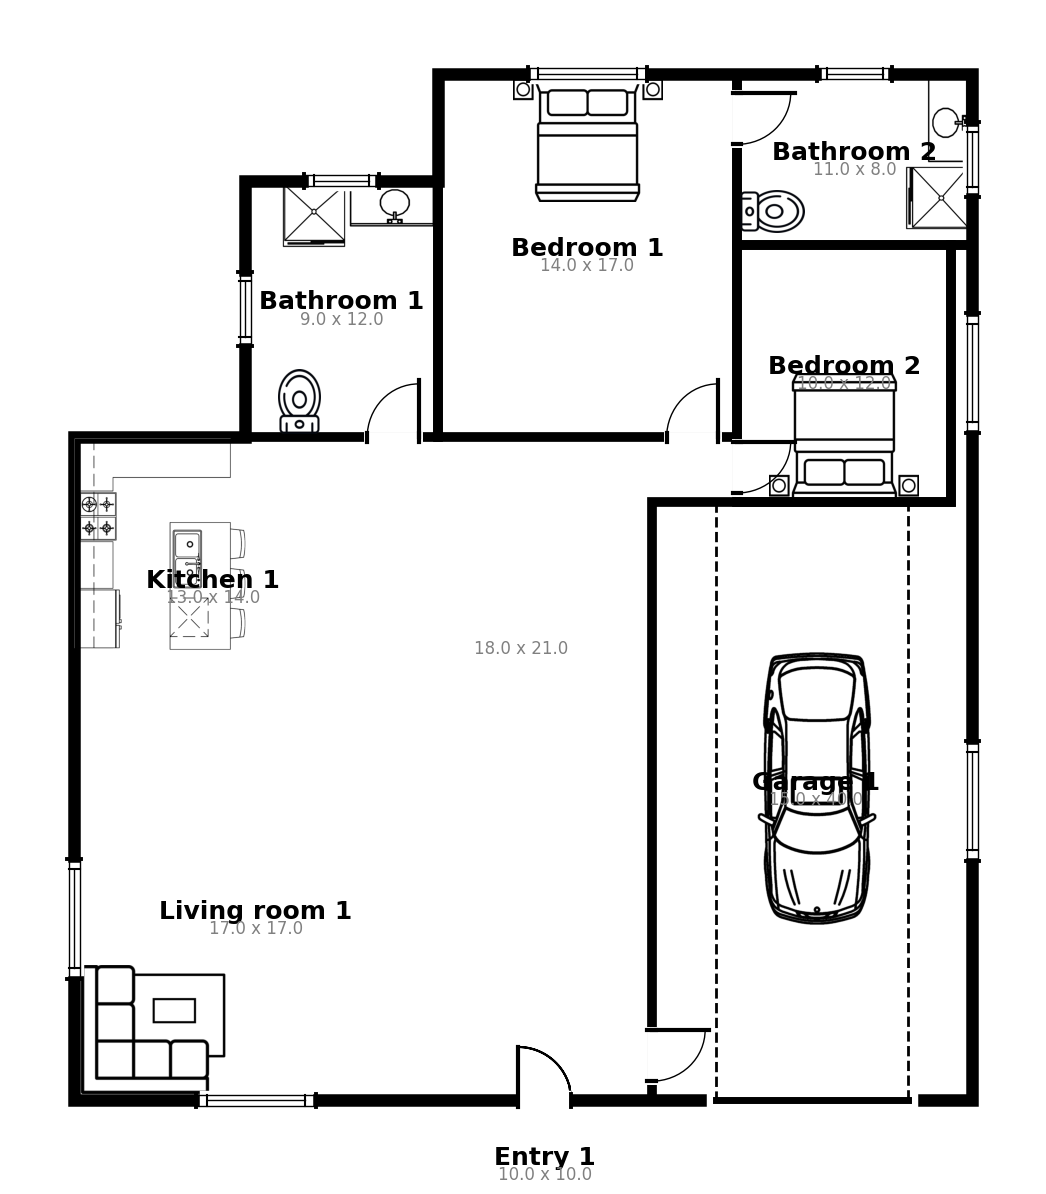 Bathroom 2
11.0 x 8.0
Bedroom 1
14.0 x 17.0
Bathroom 1
9.0 x 12.0
Bedroom 2
10.0 x 12.0
Kitchen 1
13.0 x 14.0
18.0 x 21.0
Garage 1
15.0 x 40.0
Living room 1
17.0 x 17.0
Entry 1
10.0 x 10.0